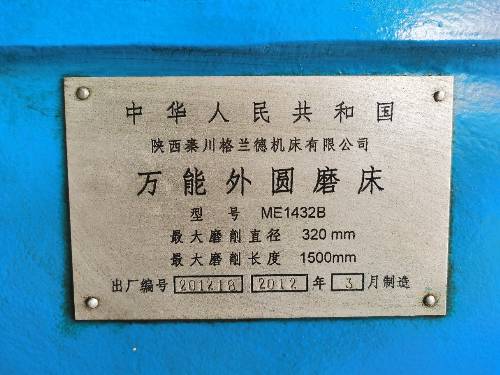 中华人民共和国
陕西秦川格兰德机床有限公司
万能外圆磨床
型号 ME1432B
最大磨削直径 320mm
最大磨削长度 1500mm
出厂编号 201218 2012 年 3 月制造